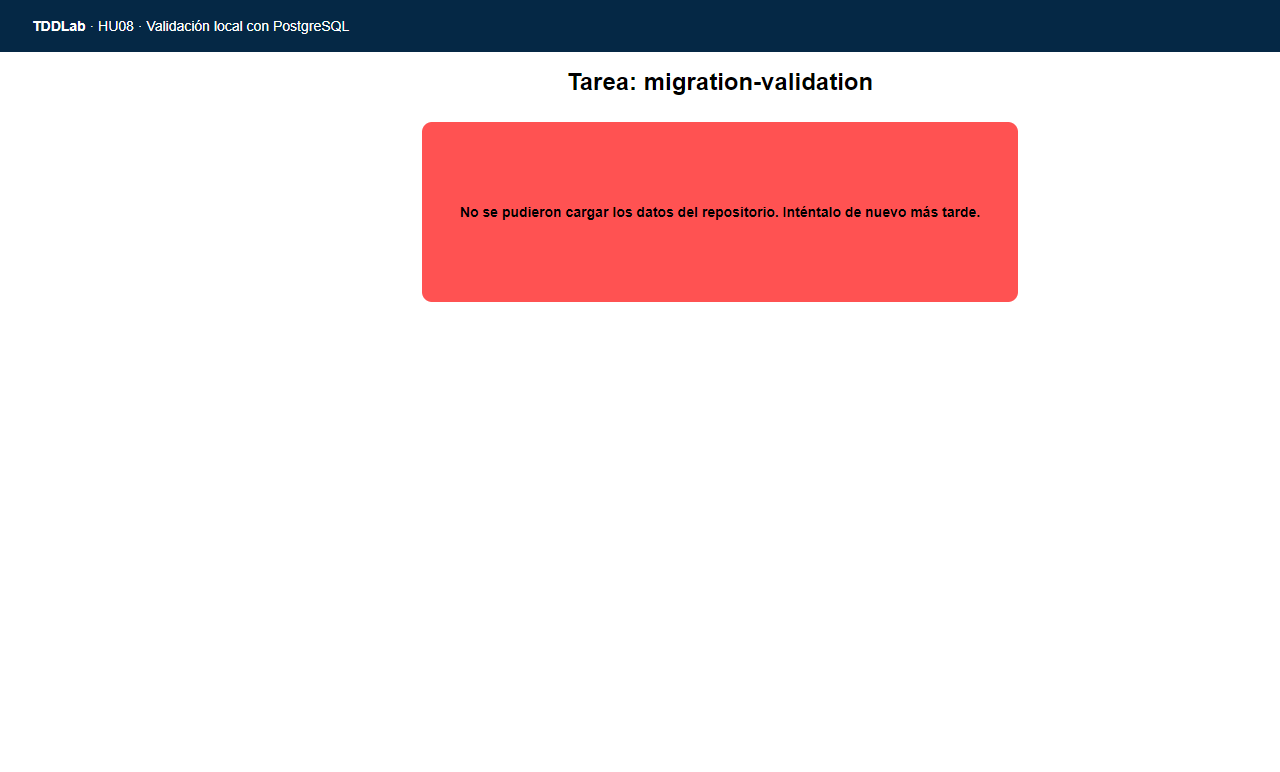 TDDLab · HU08 · Validación local con PostgreSQL
Tarea: migration-validation
No se pudieron cargar los datos del repositorio. Inténtalo de nuevo más tarde.